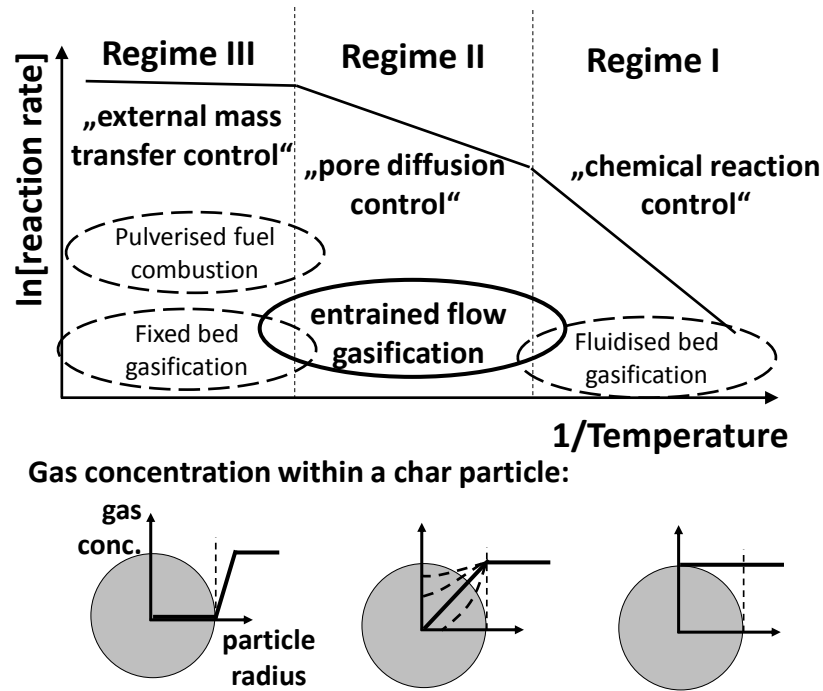 Regime III
Regime II
Regime I
ln[reaction rate]
„external mass
transfer control“
„pore diffusion
control“
„chemical reaction
control“
Pulverised fuel
combustion
Fixed bed
gasification
entrained flow
gasification
Fluidised bed
gasification
1/Temperature
Gas concentration within a char particle:
gas
conc.
particle
radius